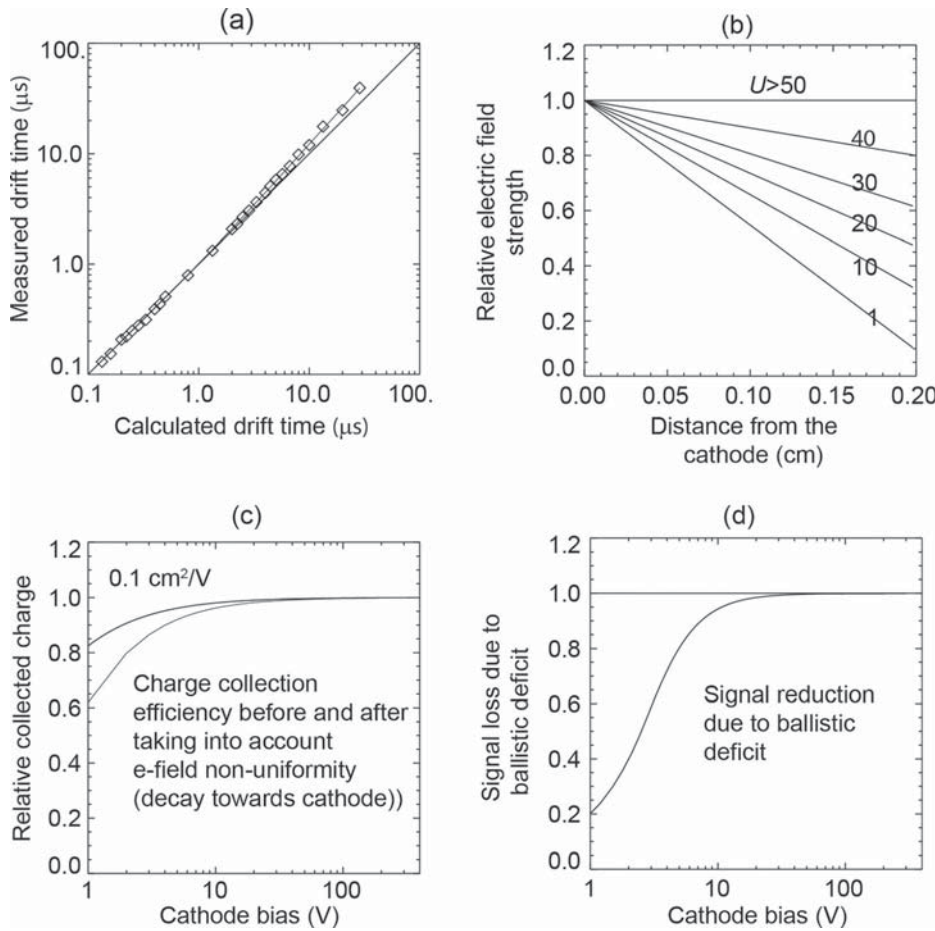 (a)
100.
10.0
1.0
0.1
Measured drift time (μs)
0.1
1.0
10.0
100.
Calculated drift time (μs)
(b)
1.2
1.0
0.8
0.6
0.4
0.2
0.0
Relative electric field
strength
U>50
40
30
20
10
1
0.00
0.05
0.10
0.15
0.20
Distance from the
cathode (cm)
(c)
1.2
1.0
0.8
0.6
0.4
0.2
0.0
Relative collected charge
0.1 cm²/V
Charge collection
efficiency before and after
taking into account
e-field non-uniformity
(decay towards cathode))
1
10
100
Cathode bias (V)
(d)
1.2
1.0
0.8
0.6
0.4
0.2
0.0
Signal loss due to
ballistic deficit
Signal reduction
due to ballistic
deficit
1
10
100
Cathode bias (V)